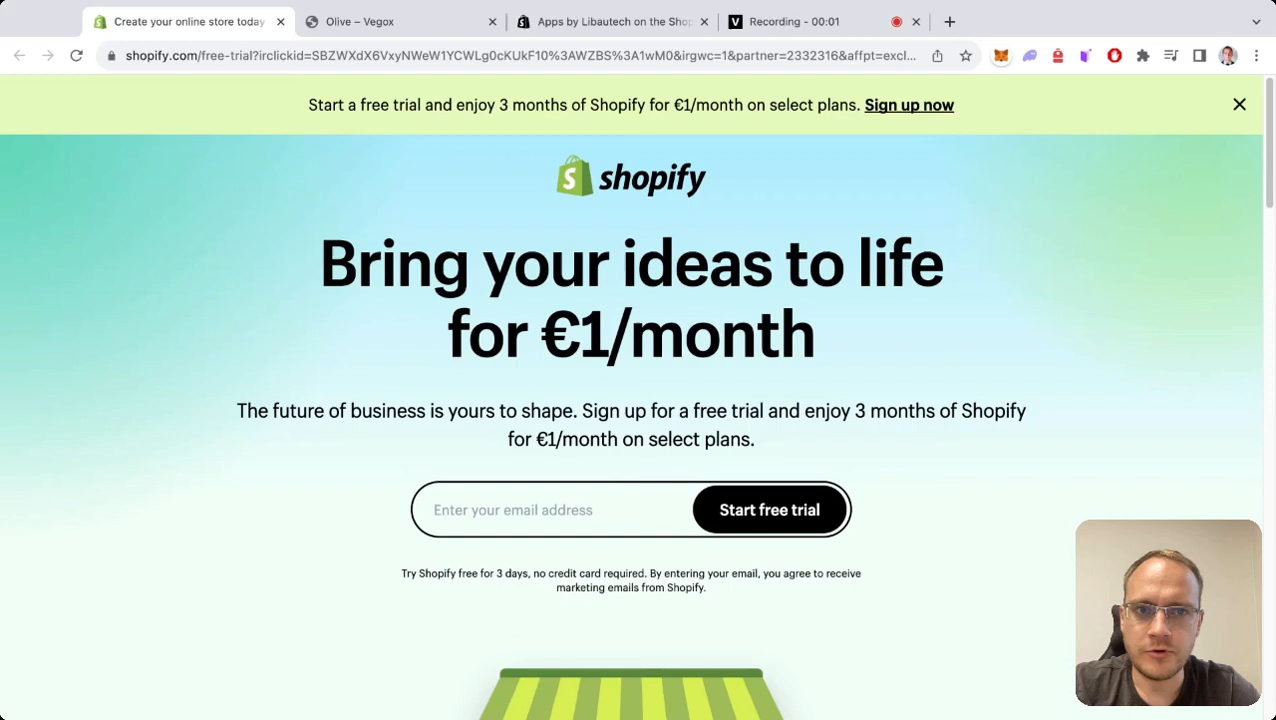 Create your online store today
Olive – Vegox
Apps by Libautech on the Shop
Recording - 00:01
shopify.com/free-trial?irclickid=SBZWXdX6VxyNWeW1YCWLg0cKUkF10%3AWZBS%3A1wM0&irgwc=1&partner=2332316&affpt=excl...
Start a free trial and enjoy 3 months of Shopify for €1/month on select plans. Sign up now
shopify
Bring your ideas to life
for €1/month
The future of business is yours to shape. Sign up for a free trial and enjoy 3 months of Shopify
for €1/month on select plans.
Enter your email address
Start free trial
Try Shopify free for 3 days, no credit card required. By entering your email, you agree to receive
marketing emails from Shopify.